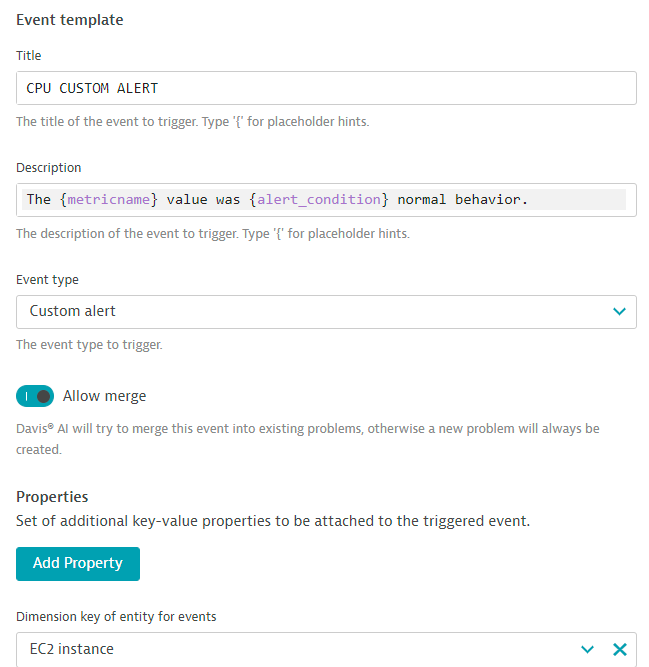 Event template
Title
CPU CUSTOM ALERT
The title of the event to trigger. Type '{' for placeholder hints.
Description
The {metricname} value was {alert_condition} normal behavior.
The description of the event to trigger. Type '{' for placeholder hints.
Event type
Custom alert
The event type to trigger.
Allow merge
Davis® AI will try to merge this event into existing problems, otherwise a new problem will always be
created.
Properties
Set of additional key-value properties to be attached to the triggered event.
Add Property
Dimension key of entity for events
EC2 instance